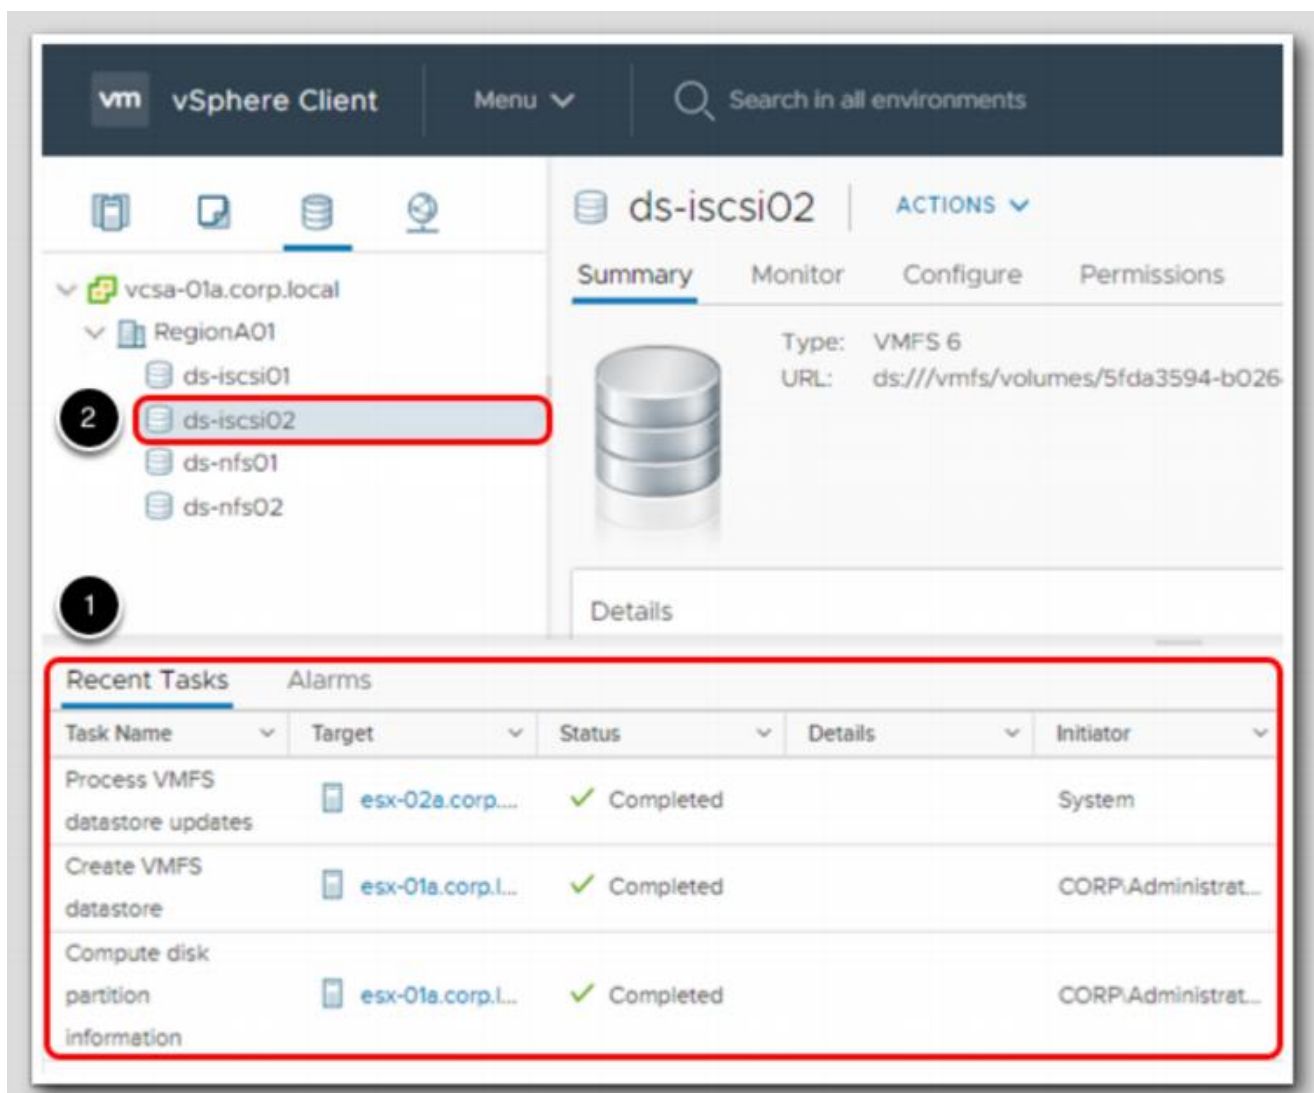 vm vSphere Client Menu Search in all environments
vcsa-01a.corp.local
RegionA01
ds-iscsi01
2
ds-iscsi02
ds-nfs01
ds-nfs02
1
ds-iscsi02 ACTIONS
Summary Monitor Configure Permissions
Type: VMFS 6
URL: ds:///vmfs/volumes/5fda3594-b026-
Details
Recent Tasks Alarms
Task Name Target Status Details Initiator
Process VMFS
datastore updates
esx-02a.corp.... Completed System
Create VMFS
datastore
esx-01a.corp.l... Completed CORP\Administrat...
Compute disk
partition
information
esx-01a.corp.l... Completed CORP\Administrat...